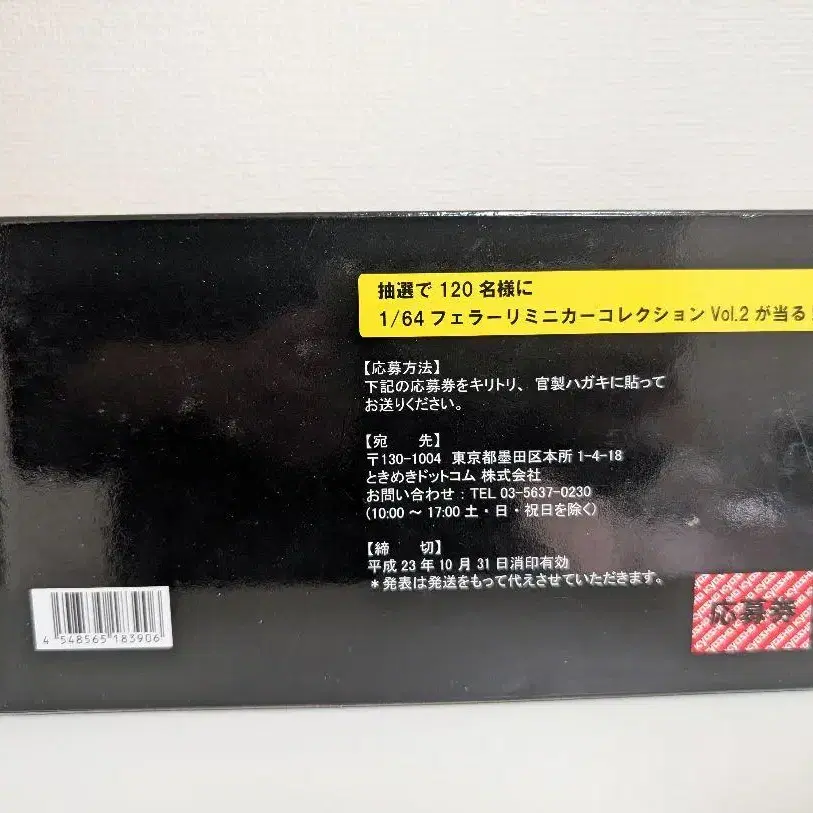 抽選で 120 名様に
1/64 フェラーリミニカーコレクション Vol.2 が当る!
【応募方法】
下記の応募券をキリトリ、官製ハガキに貼って
お送りください。
【宛　先】
〒130-1004 東京都墨田区本所 1-4-18
ときめきドットコム 株式会社
お問い合わせ : TEL 03-5637-0230
(10:00 ~ 17:00 土・日・祝日を除く)
【締　切】
平成 23 年 10 月 31 日消印有効
*発表は発送をもって代えさせていただきます。
応募券
KYOSHO
4 548565 183906